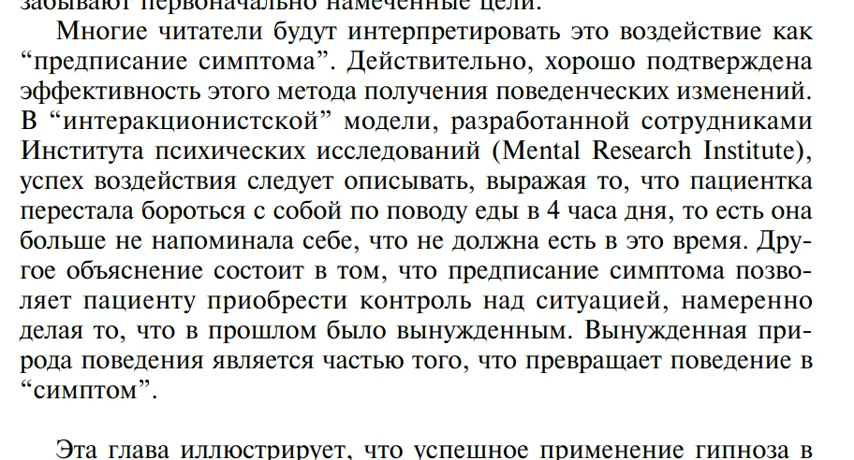 забывают первоначально намеченные цели.
Многие читатели будут интерпретировать это воздействие как
“предписание симптома”. Действительно, хорошо подтверждена
эффективность этого метода получения поведенческих изменений.
В “интеракционистской” модели, разработанной сотрудниками
Института психических исследований (Mental Research Institute),
успех воздействия следует описывать, выражая то, что пациентка
перестала бороться с собой по поводу еды в 4 часа дня, то есть она
больше не напоминала себе, что не должна есть в это время. Дру-
гое объяснение состоит в том, что предписание симптома позво-
ляет пациенту приобрести контроль над ситуацией, намеренно
делая то, что в прошлом было вынужденным. Вынужденная при-
рода поведения является частью того, что превращает поведение в
“симптом”.
Эта глава иллюстрирует, что успешное применение гипноза в